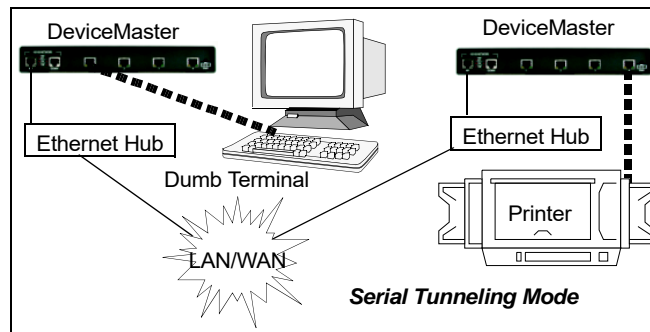 DeviceMaster
DeviceMaster
Ethernet Hub
Ethernet Hub
Dumb Terminal
Printer
LAN/WAN
Serial Tunneling Mode